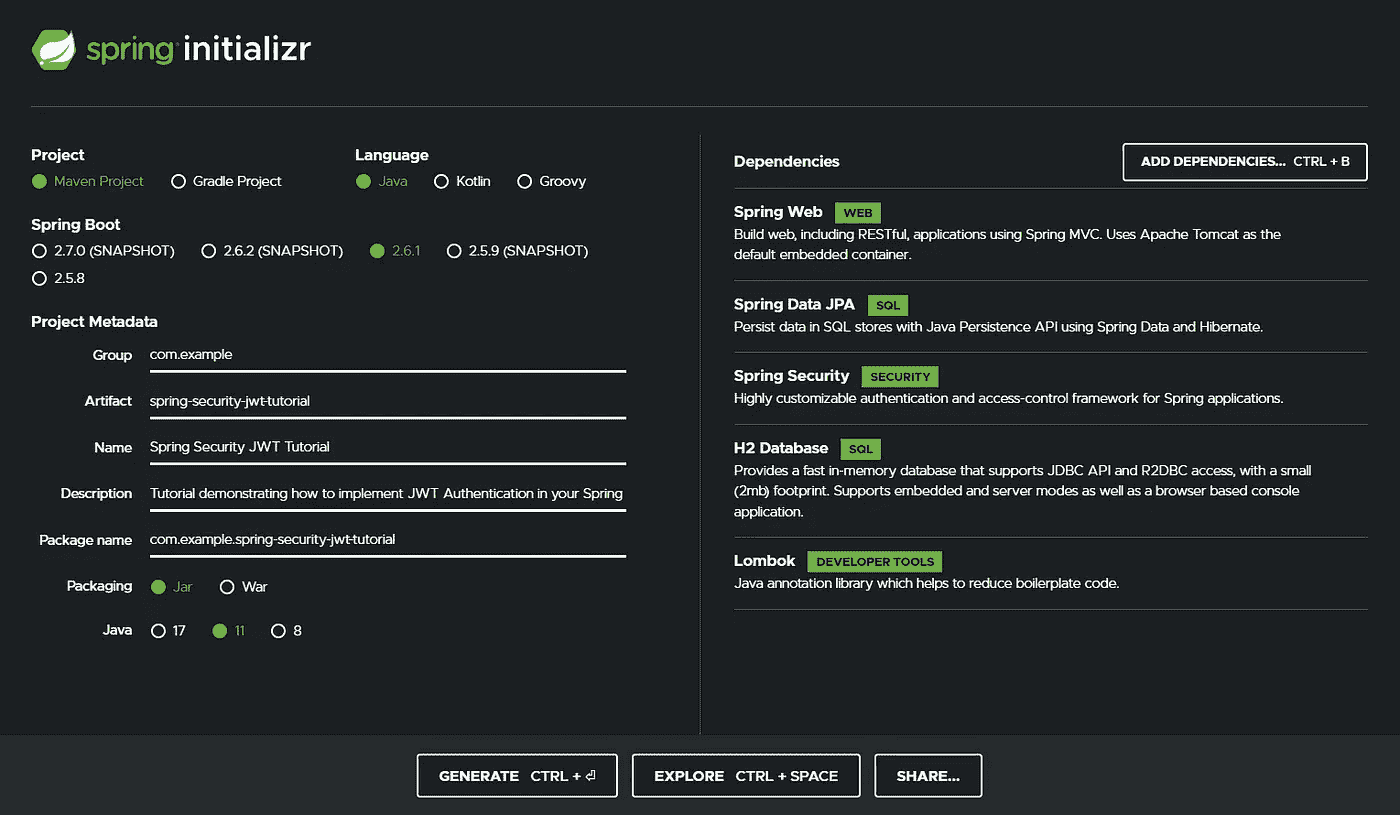 spring initializr
Project
Maven Project Gradle Project
Language
Java Kotlin Groovy
Spring Boot
2.7.0 (SNAPSHOT) 2.6.2 (SNAPSHOT) 2.6.1 2.5.9 (SNAPSHOT)
2.5.8
Project Metadata
Group com.example
Artifact spring-security-jwt-tutorial
Name Spring Security JWT Tutorial
Description Tutorial demonstrating how to implement JWT Authentication in your Spring
Package name com.example.spring-security-jwt-tutorial
Packaging Jar War
Java 17 11 8
Dependencies
ADD DEPENDENCIES... CTRL + B
Spring Web WEB
Build web, including RESTful, applications using Spring MVC. Uses Apache Tomcat as the
default embedded container.
Spring Data JPA SQL
Persist data in SQL stores with Java Persistence API using Spring Data and Hibernate.
Spring Security SECURITY
Highly customizable authentication and access-control framework for Spring applications.
H2 Database SQL
Provides a fast in-memory database that supports JDBC API and R2DBC access, with a small
(2mb) footprint. Supports embedded and server modes as well as a browser based console
application.
Lombok DEVELOPER TOOLS
Java annotation library which helps to reduce boilerplate code.
GENERATE CTRL + ⏎
EXPLORE CTRL + SPACE
SHARE...